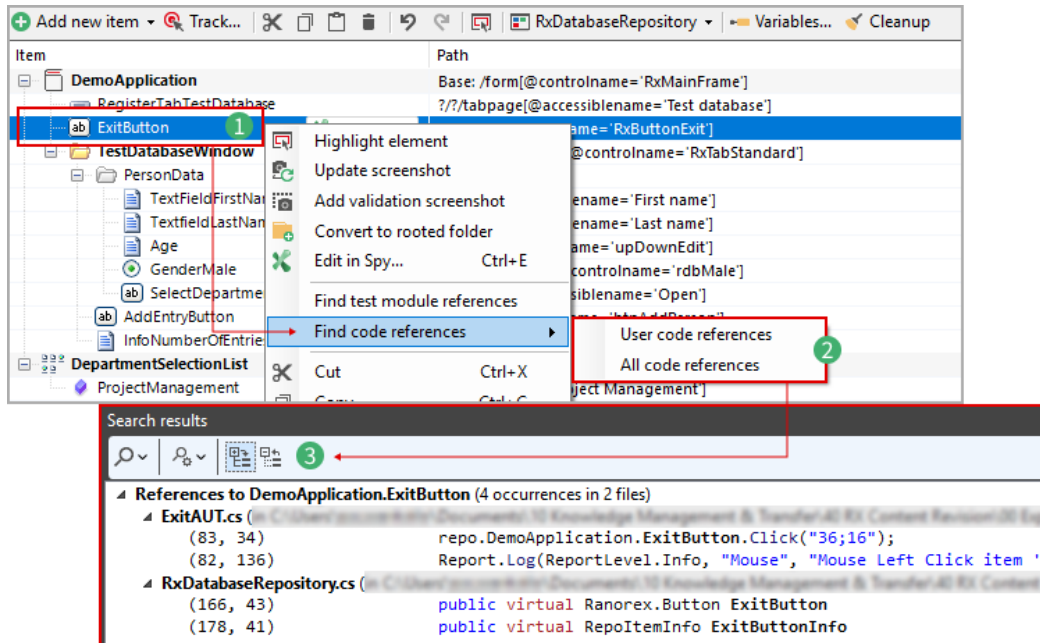 Add new item Track... RxDatabaseRepository Variables... Cleanup
Item Path
DemoApplication Base: /form[@controlname='RxMainFrame']
RegisterTabTestDatabase ?/?/tabpage[@accessiblename='Test database']
ExitButton 1 ame='RxButtonExit']
Highlight element
TestDatabaseWindow @controlname='RxTabStandard']
Update screenshot
PersonData
TextFieldFirstNa Add validation screenshot ename='First name']
TextfieldLastNam Convert to rooted folder ename='Last name']
Age ame='upDownEdit']
GenderMale Edit in Spy... Ctrl+E controlname='rdbMale']
SelectDepartme Find test module references siblename='Open']
AddEntryButton
InfoNumberOfEntrie Find code references User code references
2
All code references
DepartmentSelectionList Cut Ctrl+X
ProjectManagement ject Management']
Copy Ctrl+C
Search results
3
References to DemoApplication.ExitButton (4 occurrences in 2 files)
ExitAUT.cs (
(83, 34) repo.DemoApplication.ExitButton.Click("36;16");
(82, 136) Report.Log(ReportLevel.Info, "Mouse", "Mouse Left Click item '
RxDatabaseRepository.cs (
(166, 43) public virtual Ranorex.Button ExitButton
(178, 41) public virtual RepoItemInfo ExitButtonInfo